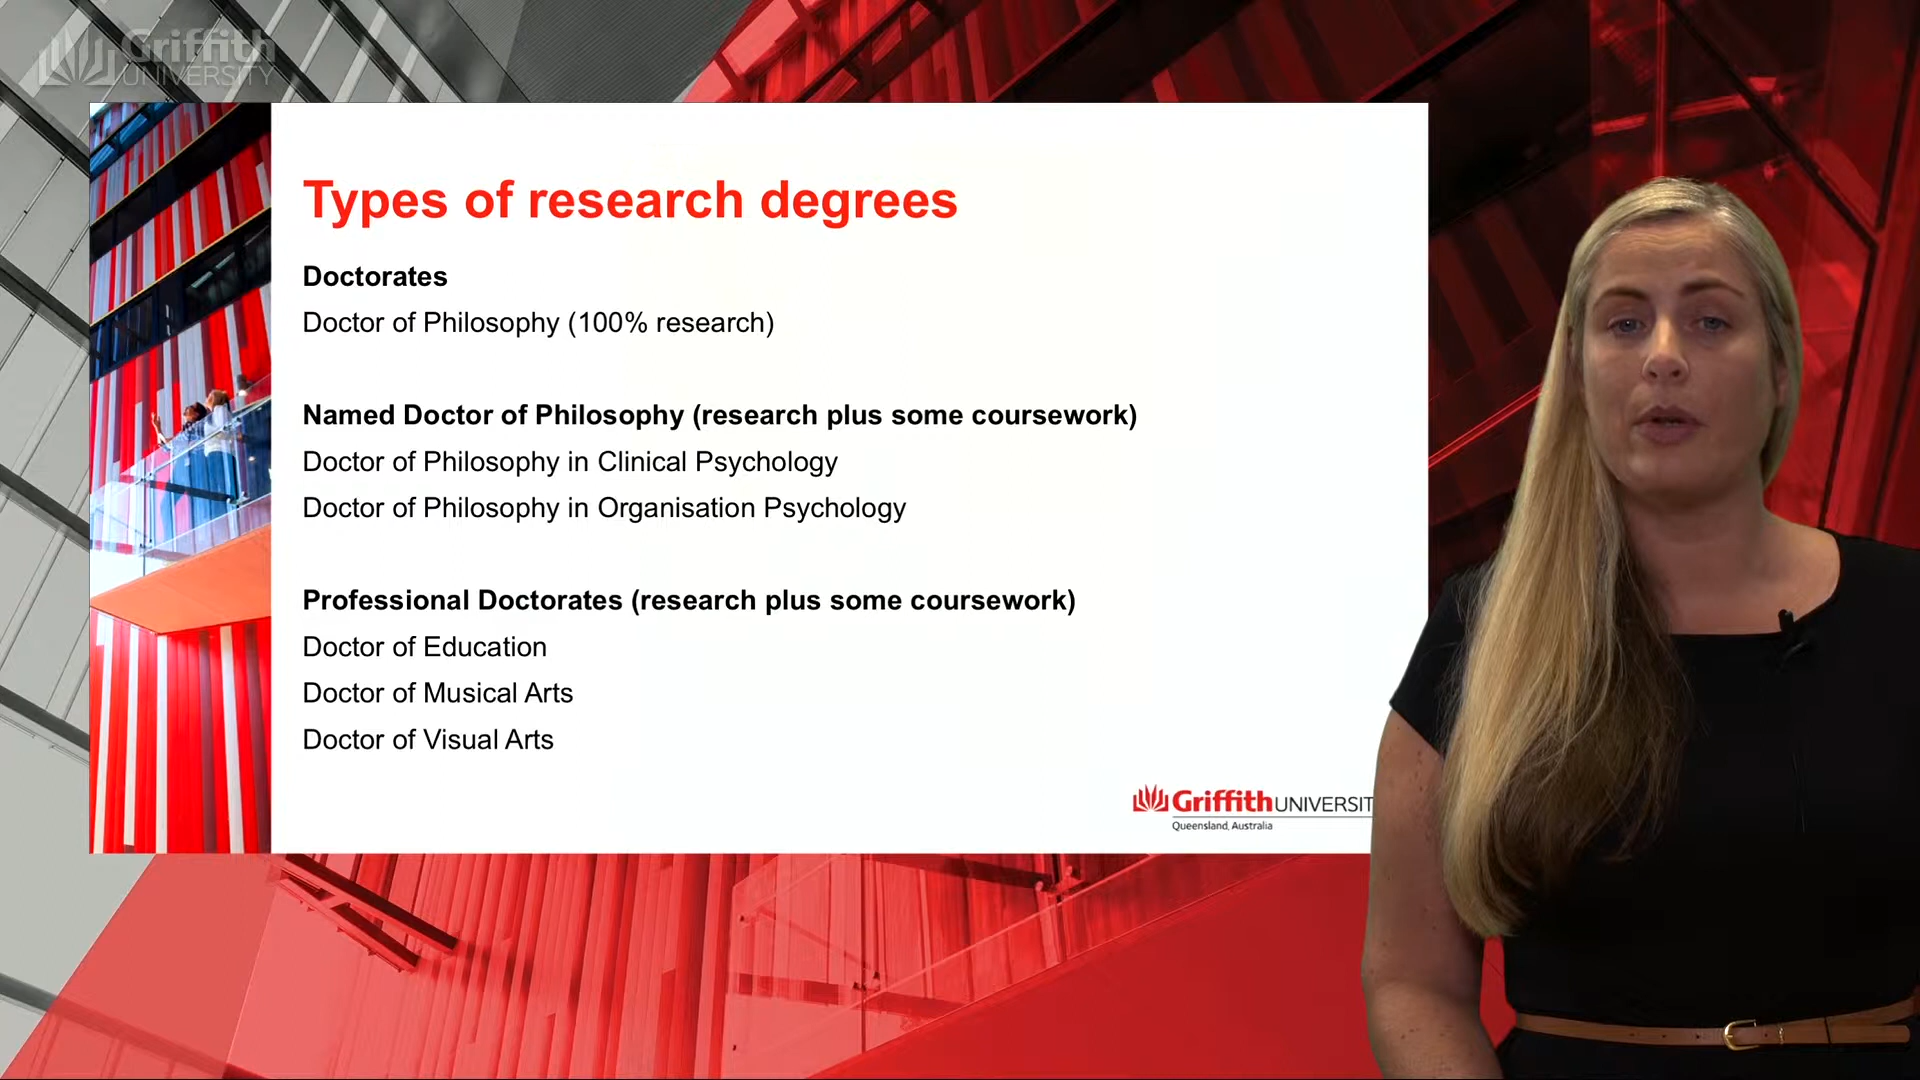 Griffith
UNIVERSITY
Types of research degrees
Doctorates
Doctor of Philosophy (100% research)
Named Doctor of Philosophy (research plus some coursework)
Doctor of Philosophy in Clinical Psychology
Doctor of Philosophy in Organisation Psychology
Professional Doctorates (research plus some coursework)
Doctor of Education
Doctor of Musical Arts
Doctor of Visual Arts
Griffith UNIVERSIT
Queensland, Australia